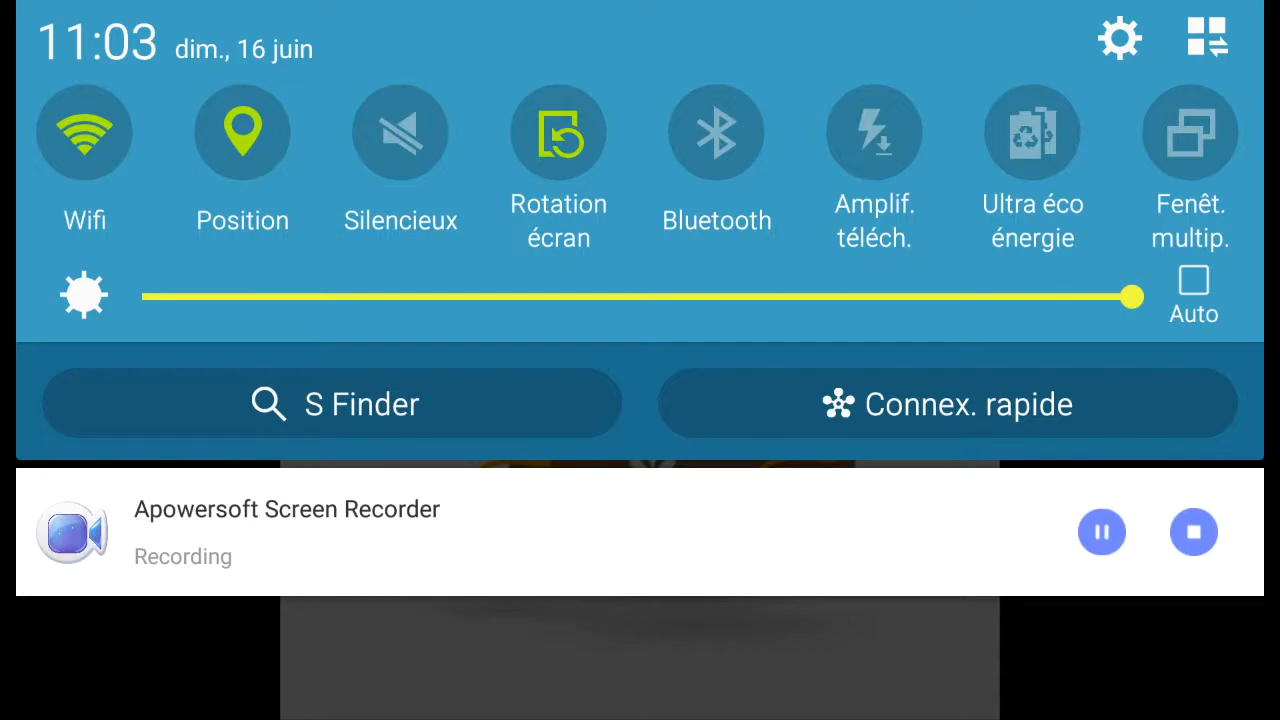 11:03 dim., 16 juin
Wifi
Position
Silencieux
Rotation
écran
Bluetooth
Amplif.
téléch.
Ultra éco
énergie
Fenêt.
multip.
Auto
S Finder
Connex. rapide
Apowersoft Screen Recorder
Recording